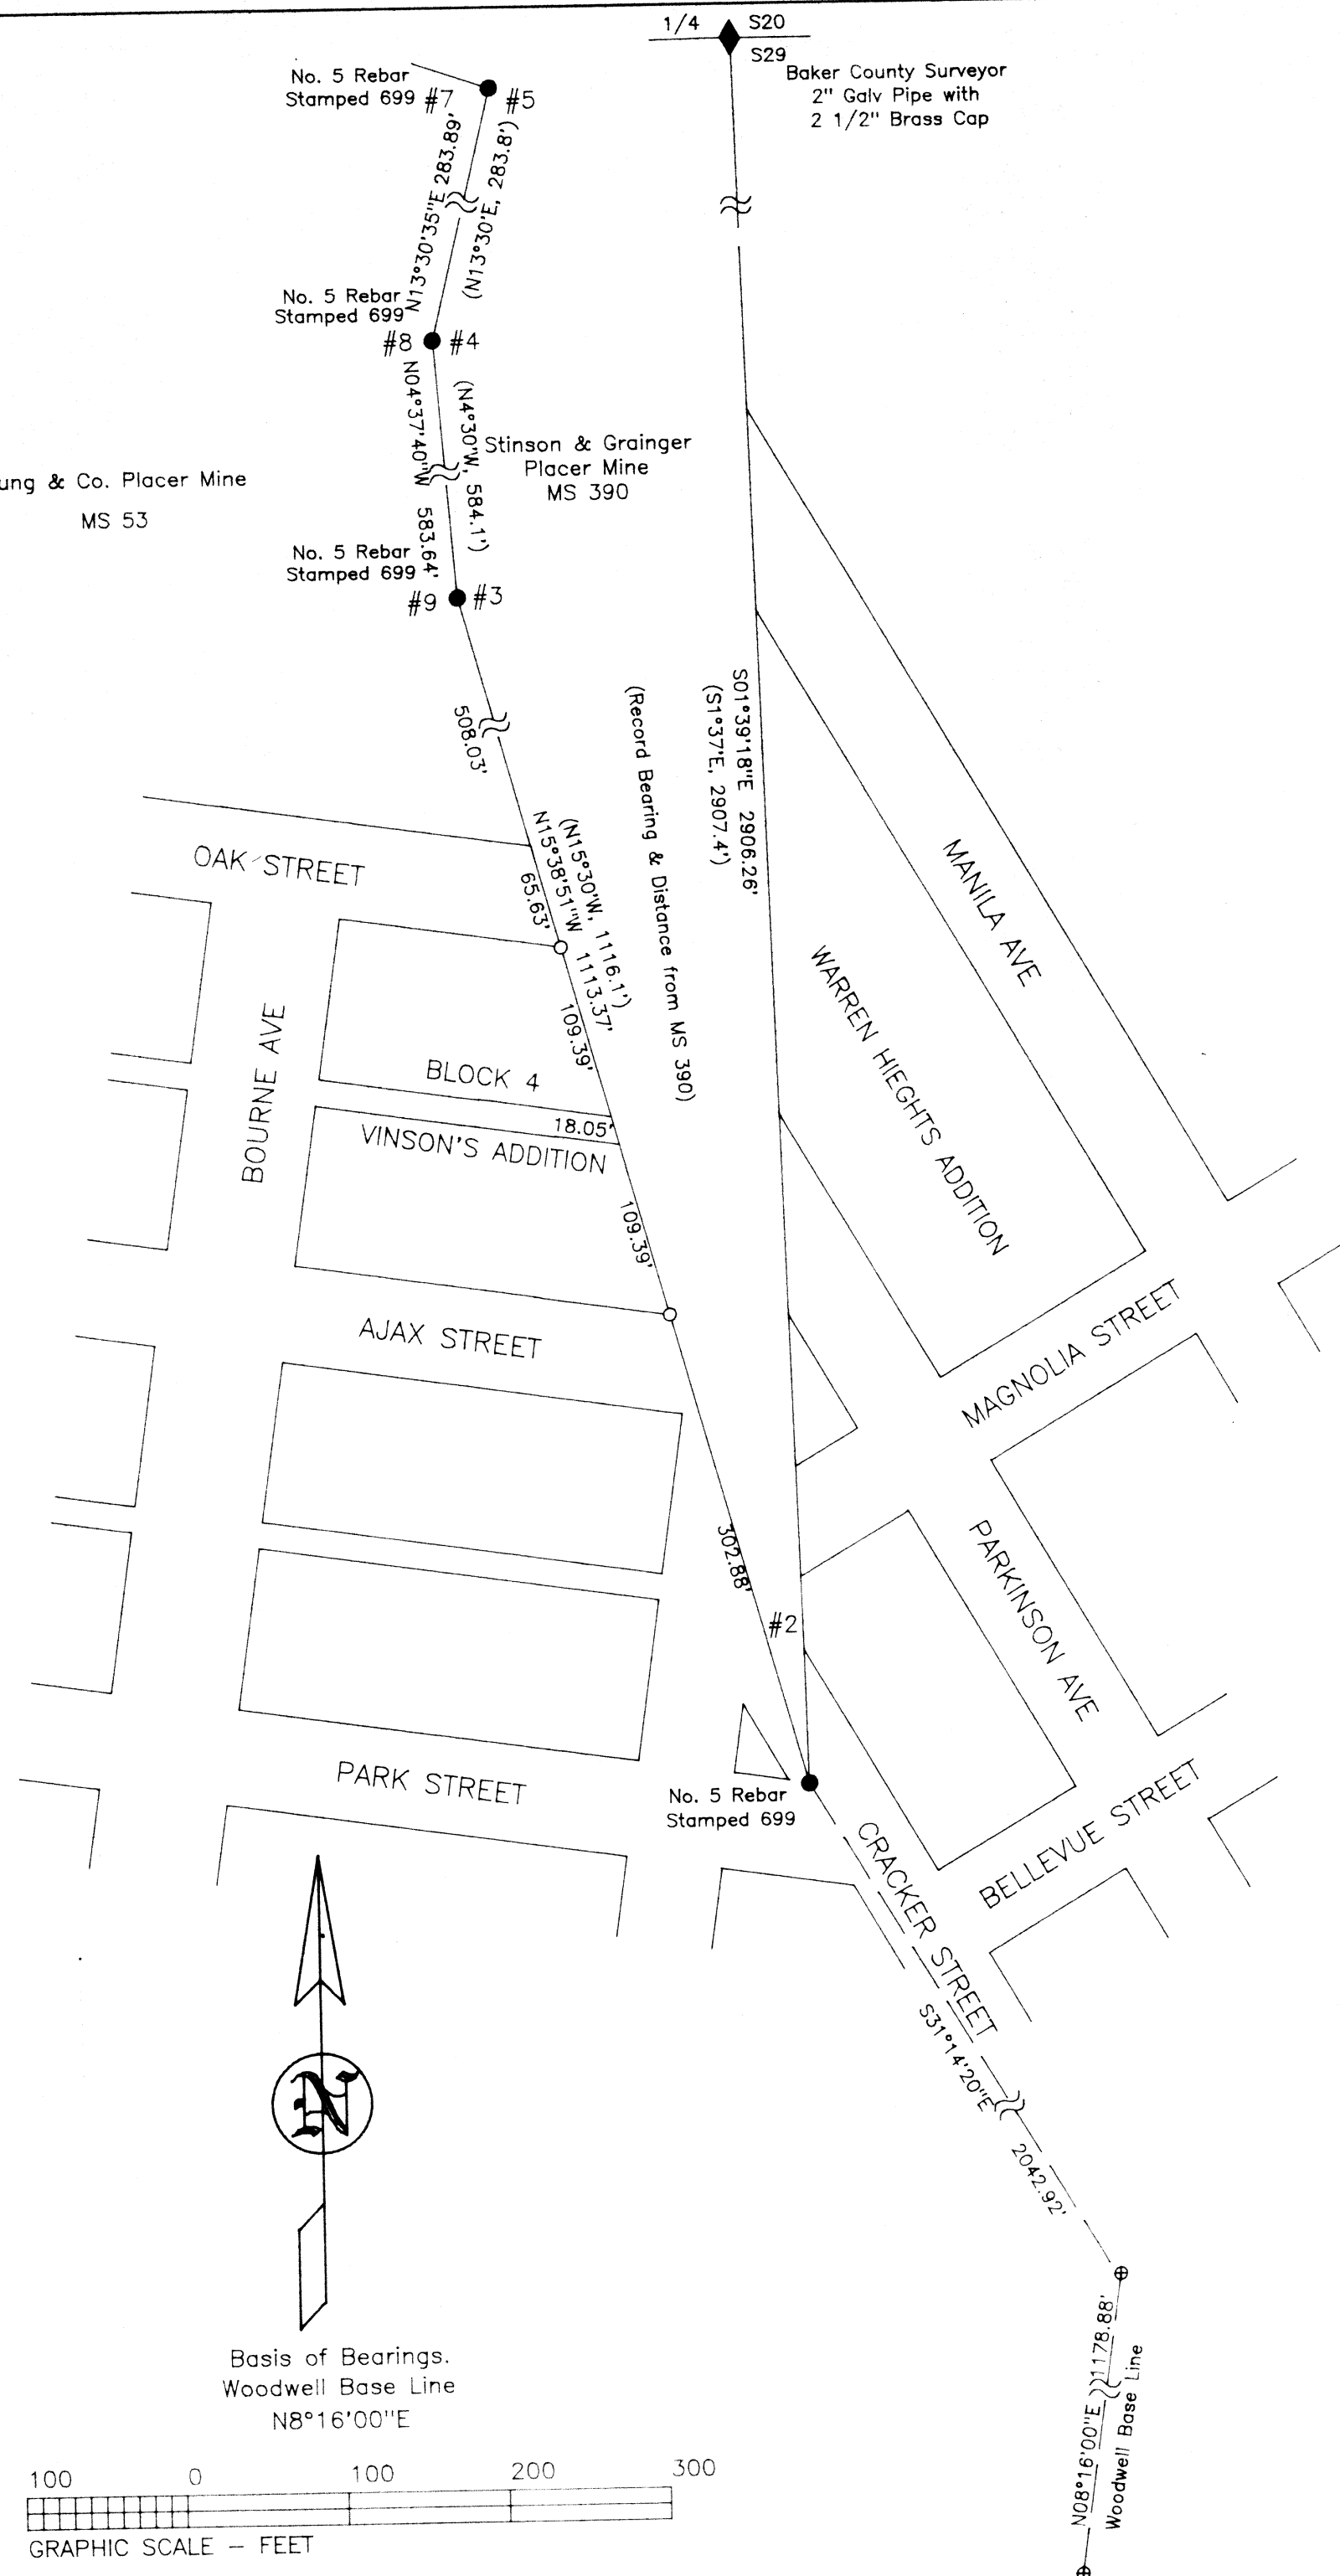 1/4 S20
S29
Baker County Surveyor
2" Galv Pipe with
2 1/2" Brass Cap
No. 5 Rebar
Stamped 699 #7 #5
N13°30'35"E 283.89'
(N13°30'E, 283.8')
No. 5 Rebar
Stamped 699
#8 #4
N04°37'40"W 583.64'
(N4°30'W, 584.1')
Stinson & Grainger
Placer Mine
MS 390
& Co. Placer Mine
MS 53
No. 5 Rebar
Stamped 699
#9 #3
508.03'
(N15°30'W, 1116.1')
N15°38'51"W 1113.37'
65.63'
(Record Bearing & Distance from MS 390)
S01°39'18"E 2906.26'
(S1°37'E, 2907.4')
OAK STREET
MANILA AVE
WARREN HIEGHTS ADDITION
BOURNE AVE
109.39'
BLOCK 4
18.05'
VINSON'S ADDITION
109.39'
AJAX STREET
MAGNOLIA STREET
302.88'
#2
PARKINSON AVE
PARK STREET
No. 5 Rebar
Stamped 699
CRACKER STREET
BELLEVUE STREET
S31°14'20"E 2042.92'
N
N08°16'00"E 1178.88'
Woodwell Base Line
Basis of Bearings.
Woodwell Base Line
N8°16'00"E
100 0 100 200 300
GRAPHIC SCALE – FEET